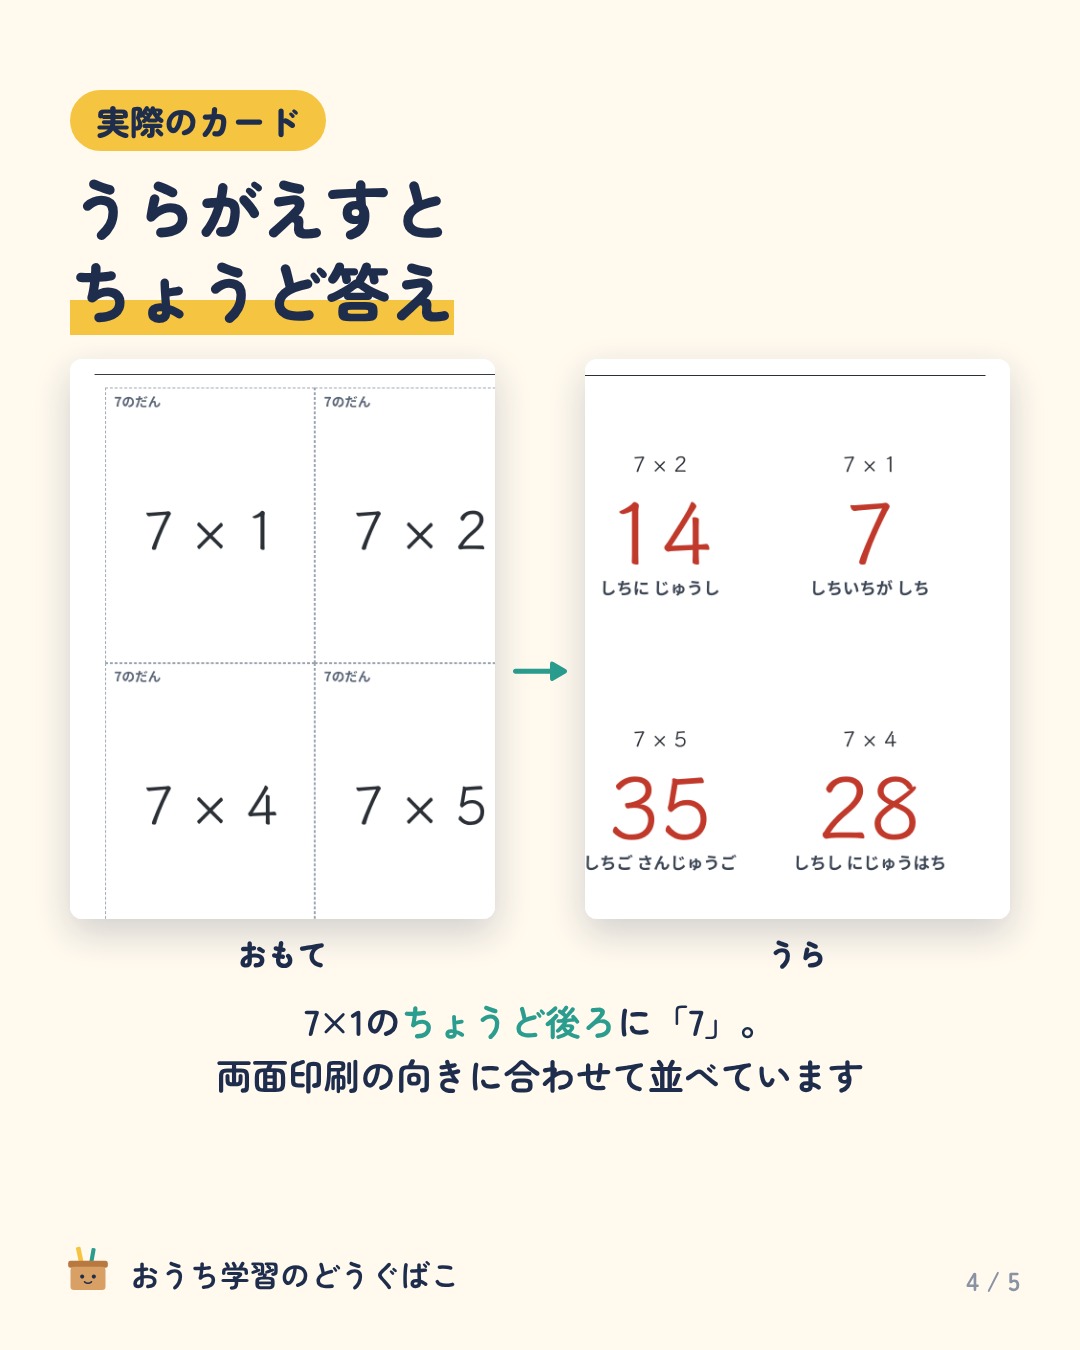 実際のカード
うらがえすと
ちょうど答え
7のだん
7のだん
7 × 1
7 × 2
7のだん
7のだん
7 × 4
7 × 5
7 × 2
7 × 1
14
7
しちに じゅうし
しちいちが しち
7 × 5
7 × 4
35
28
しちご さんじゅうご
しちし にじゅうはち
おもて
うら
7×1のちょうど後ろに「7」。
両面印刷の向きに合わせて並べています
おうち学習のどうぐばこ
4 / 5